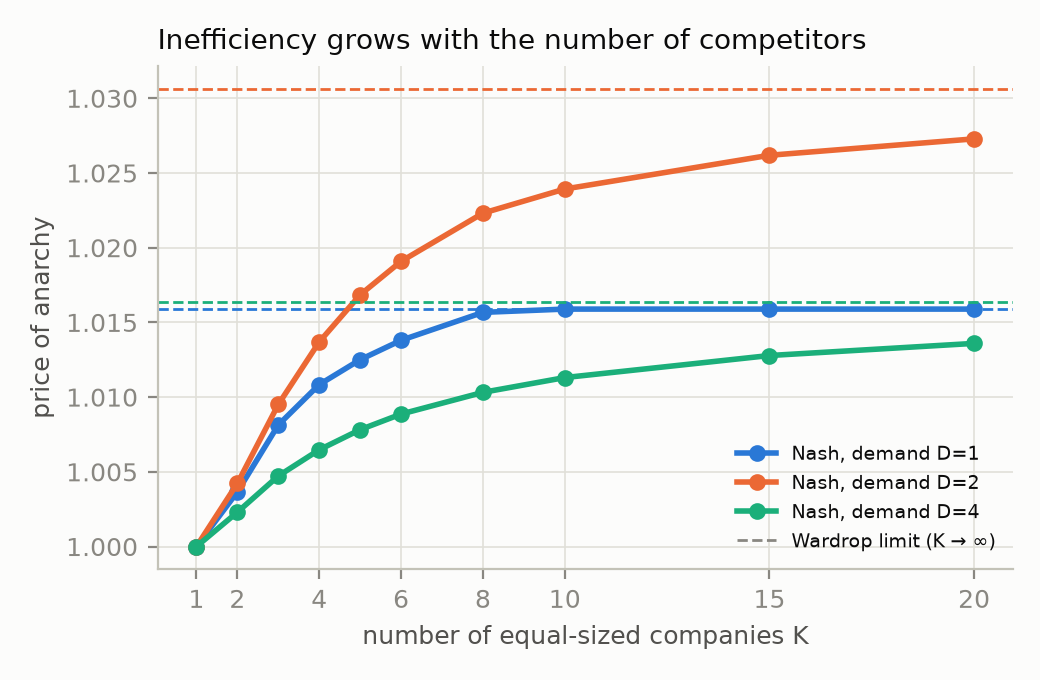 Inefficiency grows with the number of competitors
price of anarchy
1.030
1.025
1.020
1.015
1.010
1.005
1.000
Nash, demand D=1
Nash, demand D=2
Nash, demand D=4
Wardrop limit (K → ∞)
1 2 4 6 8 10 15 20
number of equal-sized companies K